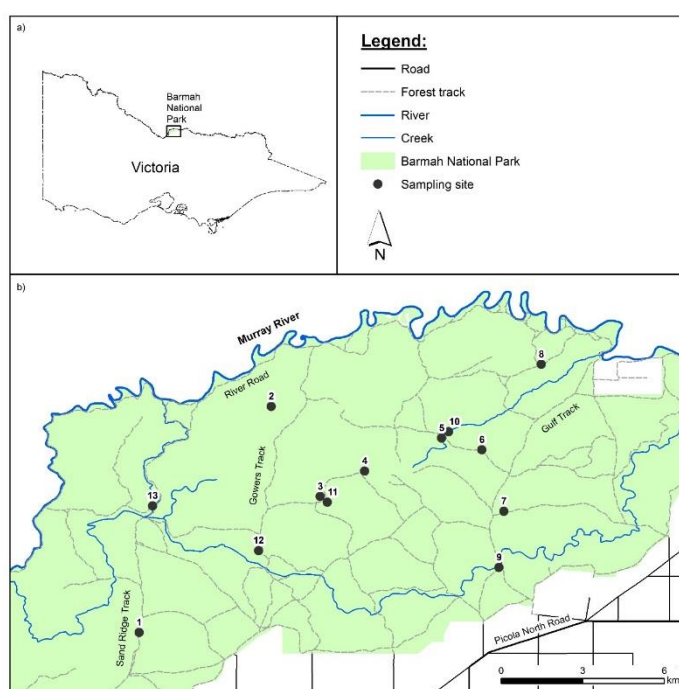 a)
Barmah
National
Park
Victoria
Legend:
Road
Forest track
River
Creek
Barmah National Park
Sampling site
N
b)
Murray River
River Road
8
2
5 10
6
Gulf Track
4
Gowers Track
3
11
13
7
12
9
Sand Ridge Track
1
Picola North Road
0 3 6
km